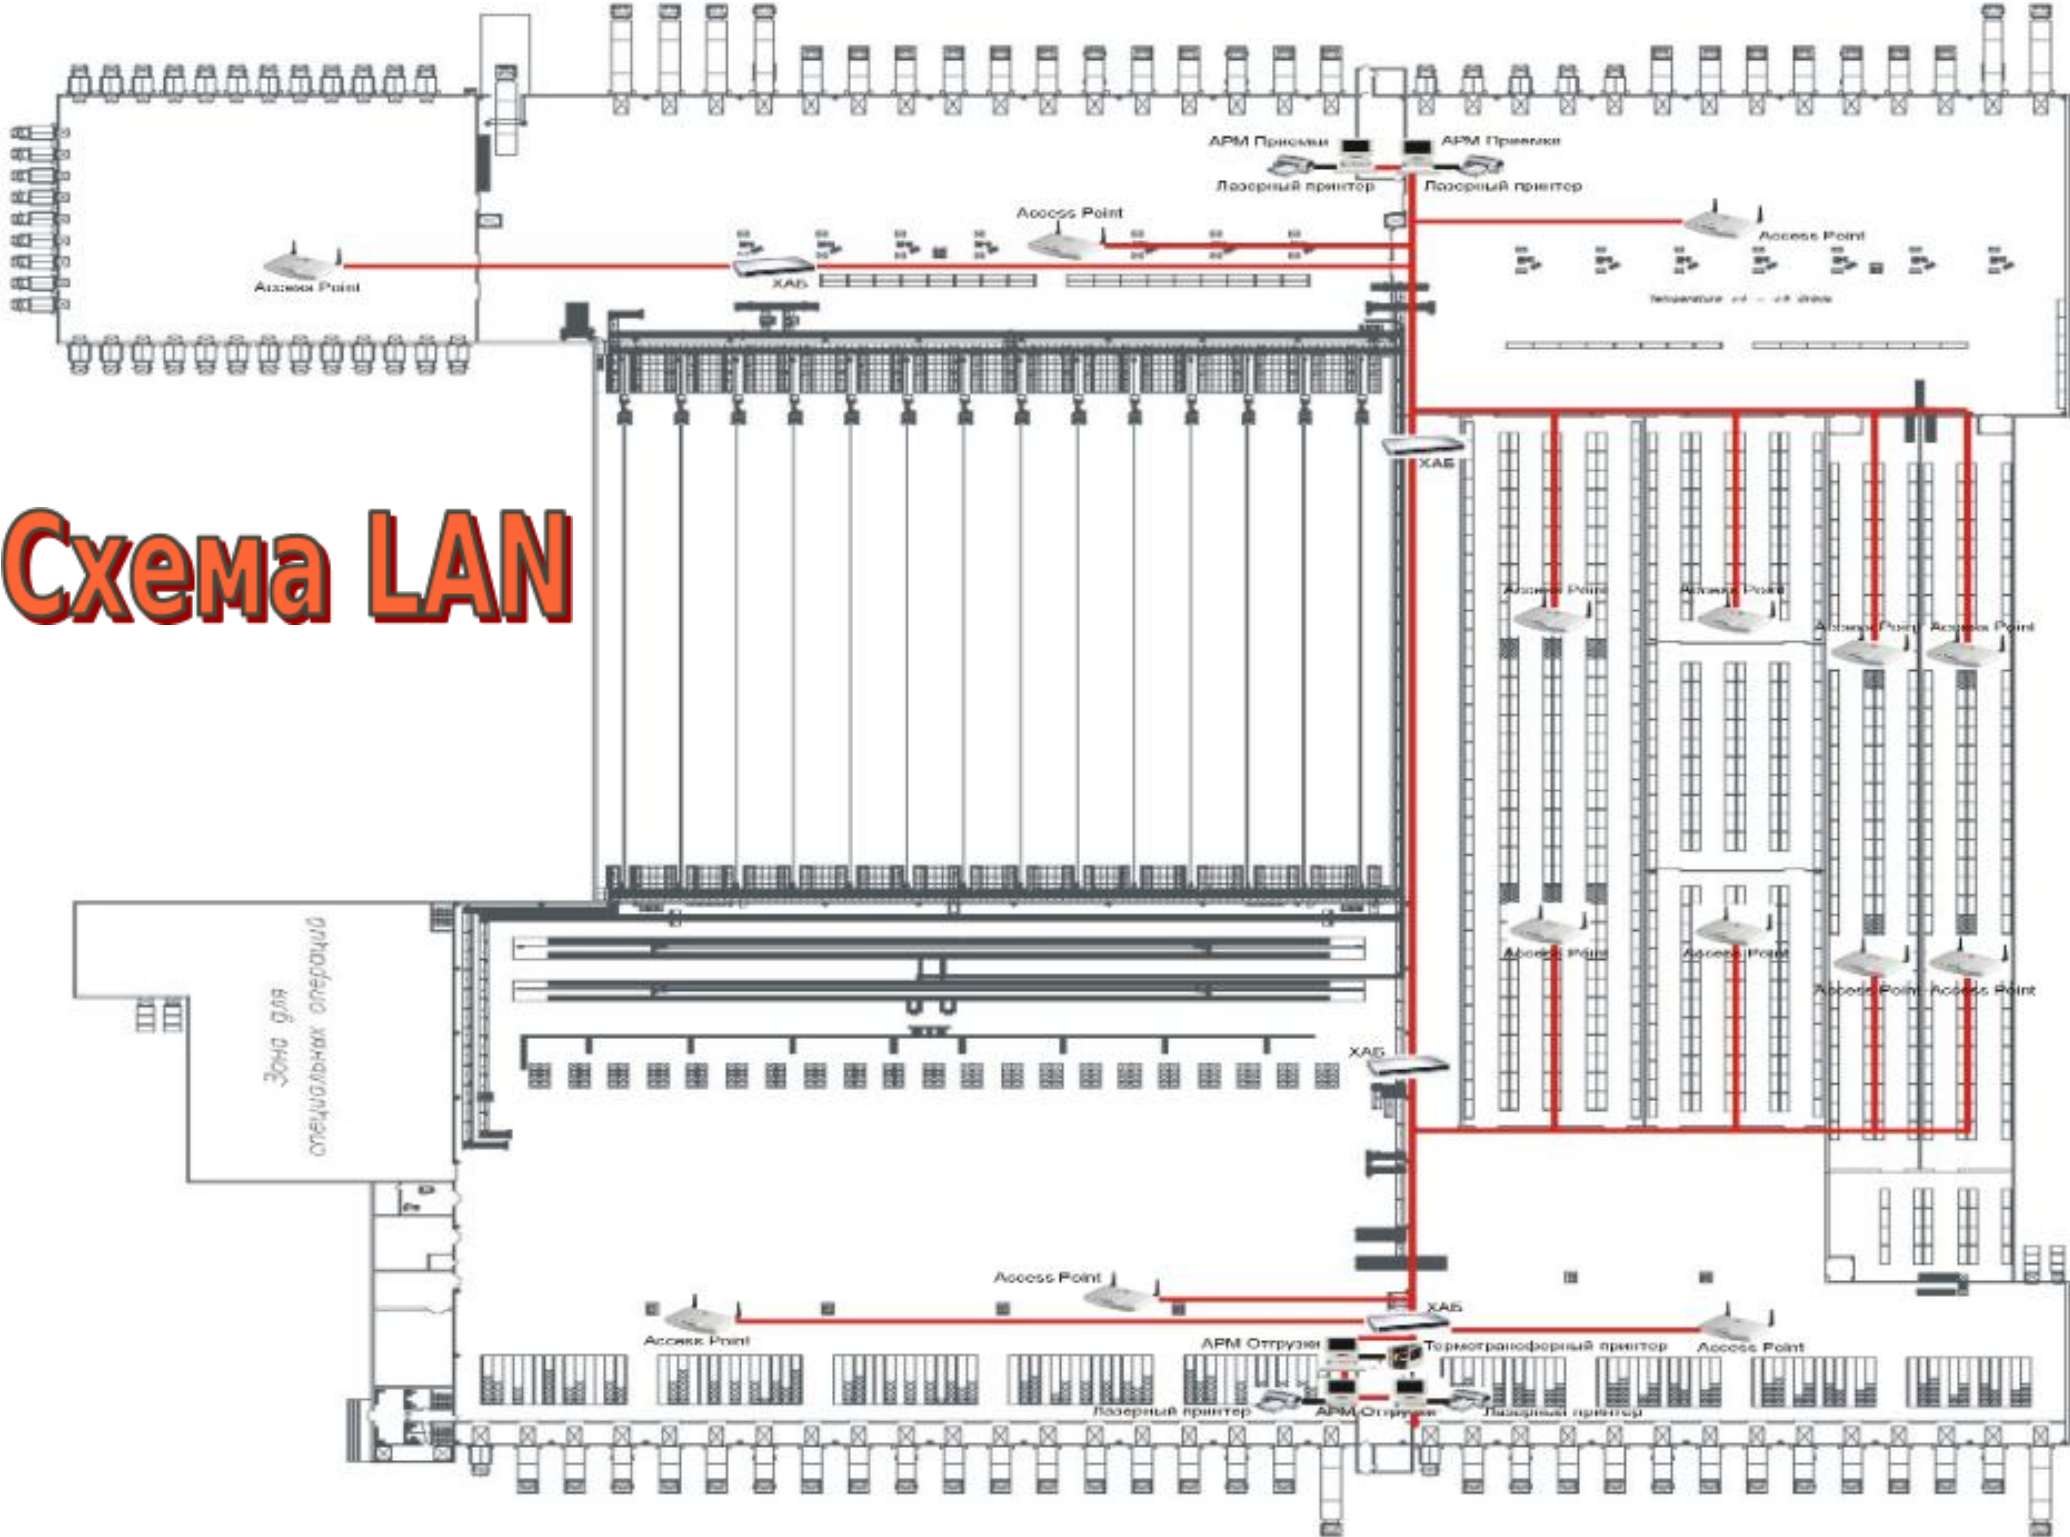 АРМ Приемки
АРМ Приемки
Лазерный принтер
Лазерный принтер
Access Point
Access Point
Access Point
ХАБ
ХАБ
Схема LAN
Access Point
Access Point
Access Point
Access Point
Зона для
специальных операций
Access Point
Access Point
Access Point
Access Point
ХАБ
Access Point
ХАБ
Access Point
АРМ Отгрузки
Термотрансферный принтер
Access Point
Лазерный принтер
АРМ Отгрузки
Лазерный принтер